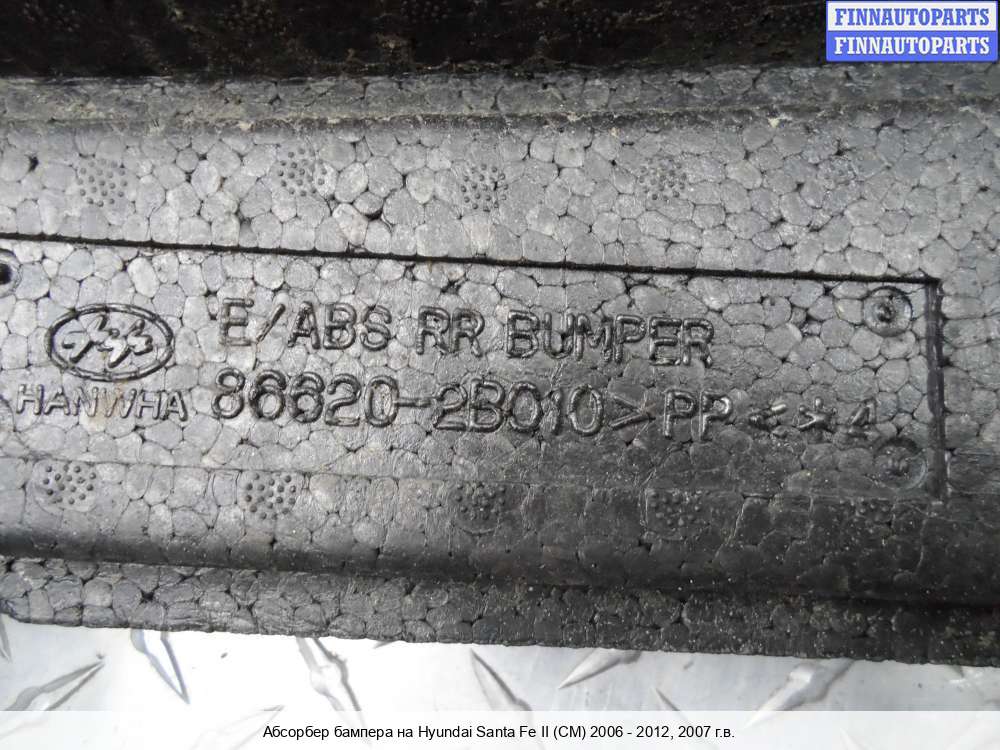 FINNAUTOPARTS
FINNAUTOPARTS
E/ABS RR BUMPER
HANWHA 86620-2B010 >PP< *4
Абсорбер бампера на Hyundai Santa Fe II (CM) 2006 - 2012, 2007 г.в.